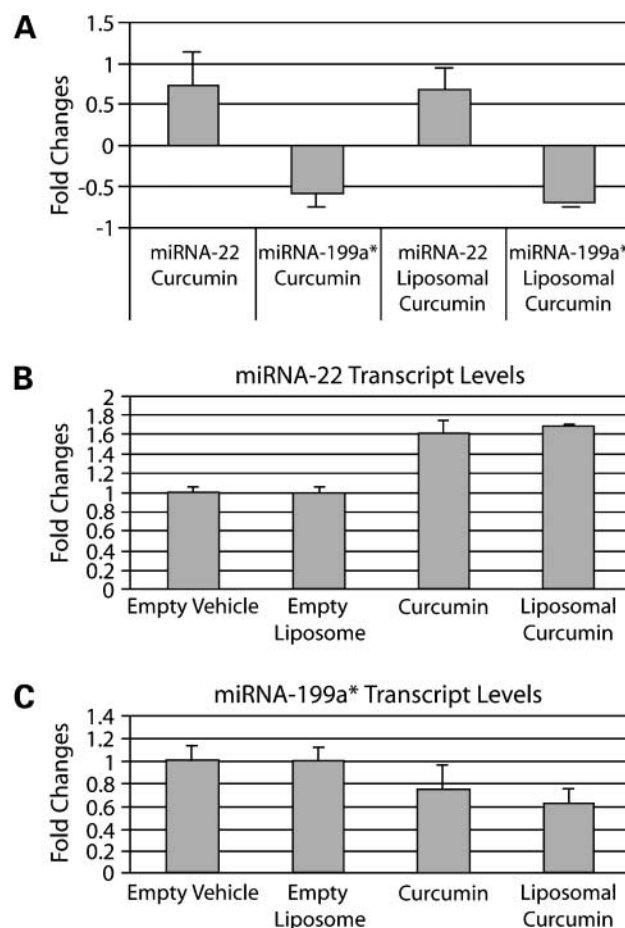 A
Fold Changes
1.5
1
0.5
0
-0.5
-1
miRNA-22
Curcumin
miRNA-199a*
Curcumin
miRNA-22
Liposomal
Curcumin
miRNA-199a*
Liposomal
Curcumin
B
miRNA-22 Transcript Levels
Fold Changes
2
1.8
1.6
1.4
1.2
1
0.8
0.6
0.4
0.2
0
Empty Vehicle
Empty
Liposome
Curcumin
Liposomal
Curcumin
C
miRNA-199a* Transcript Levels
Fold Changes
1.4
1.2
1
0.8
0.6
0.4
0.2
0
Empty Vehicle
Empty
Liposome
Curcumin
Liposomal
Curcumin